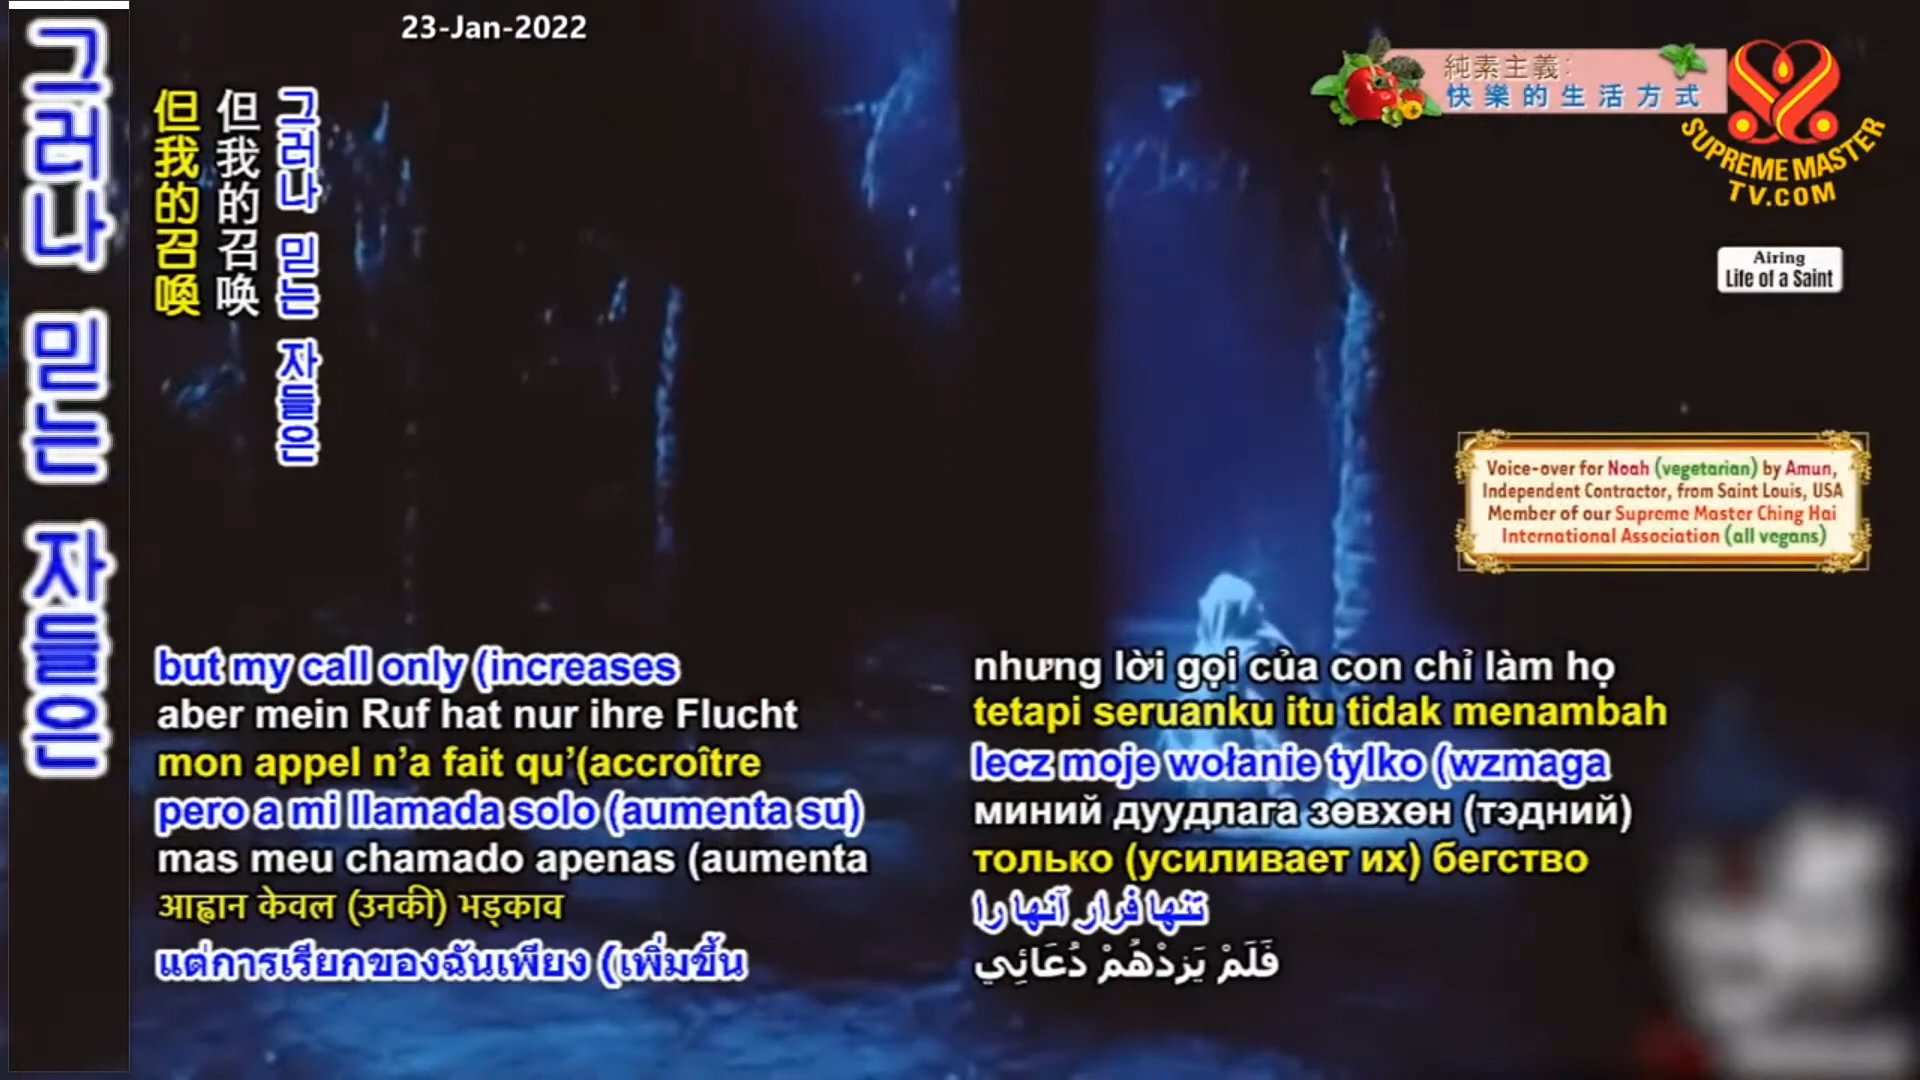 그러나 믿는 자들은
23-Jan-2022
但我的召喚
但我的召唤
그러나 믿는 자들은
純素主義:
快樂的生活方式
SUPREME MASTER
TV.COM
Airing
Life of a Saint
Voice-over for Noah (vegetarian) by Amun,
Independent Contractor, from Saint Louis, USA
Member of our Supreme Master Ching Hai
International Association (all vegans)
but my call only (increases
aber mein Ruf hat nur ihre Flucht
mon appel n’a fait qu’(accroître
pero a mi llamada solo (aumenta su)
mas meu chamado apenas (aumenta
आह्वान केवल (उनकी) भड़काव
แต่การเรียกของฉันเพียง (เพิ่มขึ้น
nhưng lời gọi của con chỉ làm họ
tetapi seruanku itu tidak menambah
lecz moje wołanie tylko (wzmaga
миний дуудлага зөвхөн (тэдний)
только (усиливает их) бегство
تنها فرار آنها را
فَلَمْ يَزِدْهُمْ دُعَائِي